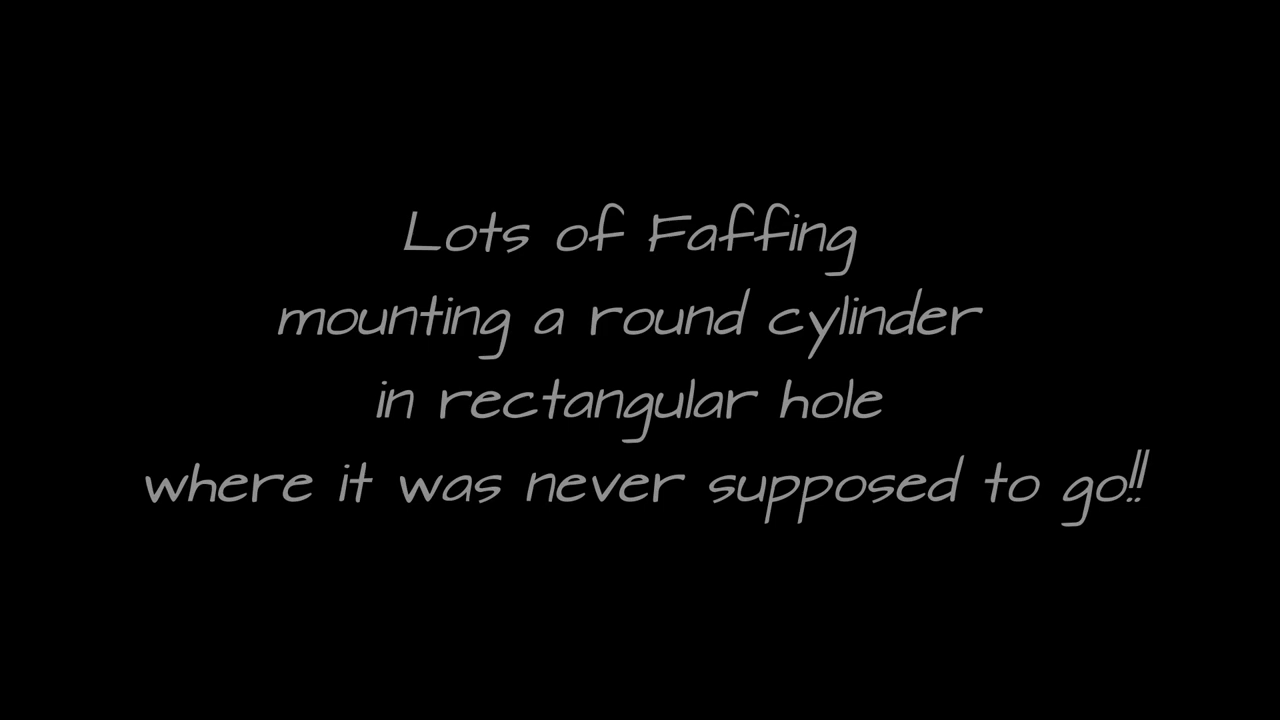 Lots of Faffing
mounting a round cylinder
in rectangular hole
where it was never supposed to go!!